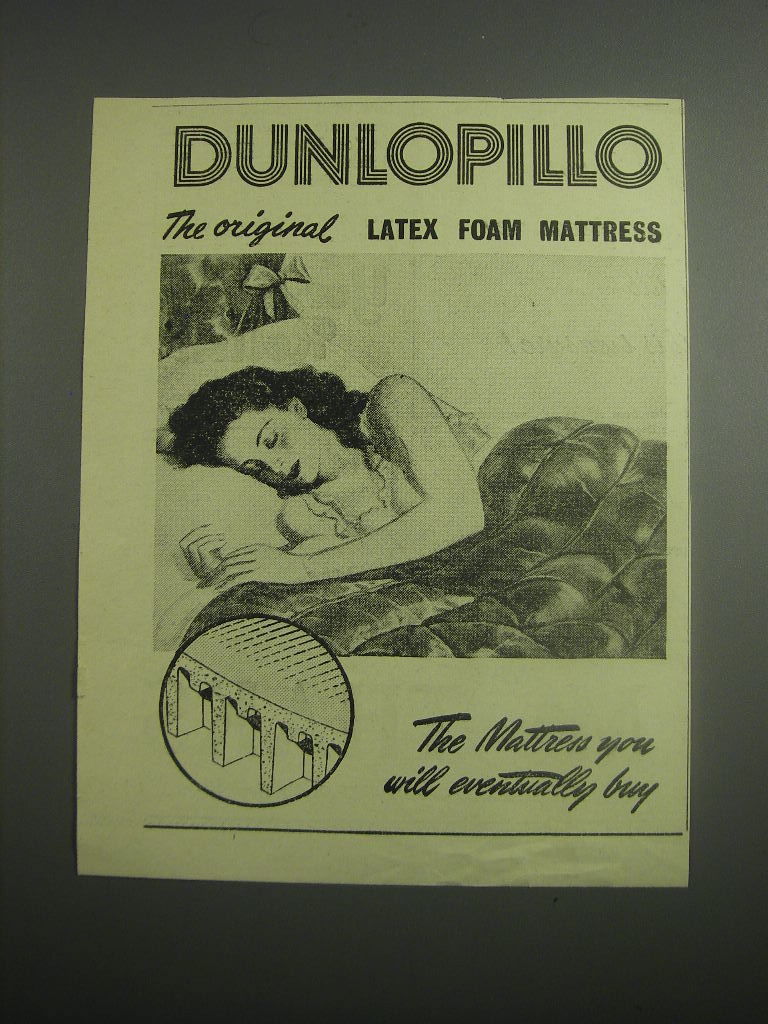 DUNLOPILLO
The original LATEX FOAM MATTRESS
The Mattress you
will eventually buy